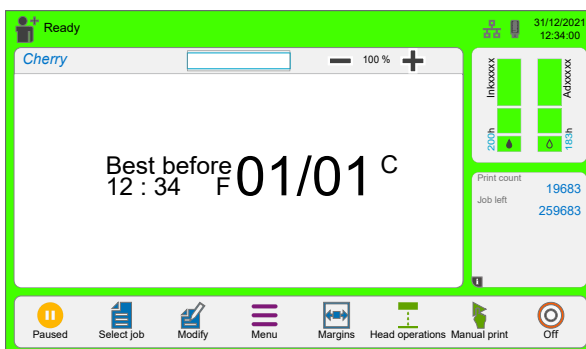 Ready
31/12/2021
12:34:00
Cherry
100 %
Inkxxxxx
Adxxxxx
200h
183h
Best before
12 : 34 F
01/01 C
Print count
19683
Job left
259683
Paused
Select job
Modify
Menu
Margins
Head operations
Manual print
Off